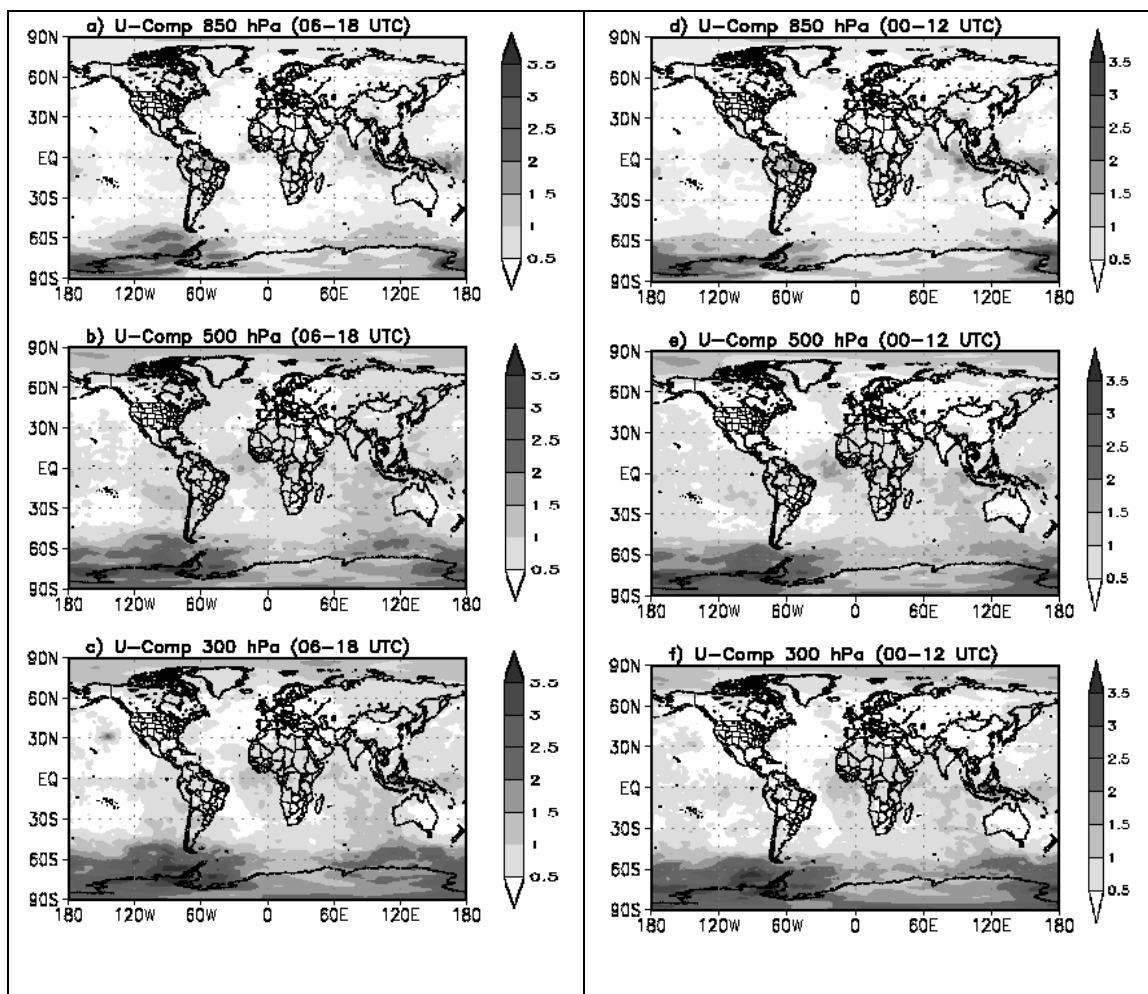 a) U-Comp 850 hPa (06-18 UTC)
90N
60N
30N
EQ
30S
60S
90S
180 120W 60W 0 60E 120E 180
3.5
3
2.5
2
1.5
1
0.5
b) U-Comp 500 hPa (06-18 UTC)
90N
60N
30N
EQ
30S
60S
90S
180 120W 60W 0 60E 120E 180
3.5
3
2.5
2
1.5
1
0.5
c) U-Comp 300 hPa (06-18 UTC)
90N
60N
30N
EQ
30S
60S
90S
180 120W 60W 0 60E 120E 180
3.5
3
2.5
2
1.5
1
0.5
d) U-Comp 850 hPa (00-12 UTC)
90N
60N
30N
EQ
30S
60S
90S
180 120W 60W 0 60E 120E 180
3.5
3
2.5
2
1.5
1
0.5
e) U-Comp 500 hPa (00-12 UTC)
90N
60N
30N
EQ
30S
60S
90S
180 120W 60W 0 60E 120E 180
3.5
3
2.5
2
1.5
1
0.5
f) U-Comp 300 hPa (00-12 UTC)
90N
60N
30N
EQ
30S
60S
90S
180 120W 60W 0 60E 120E 180
3.5
3
2.5
2
1.5
1
0.5